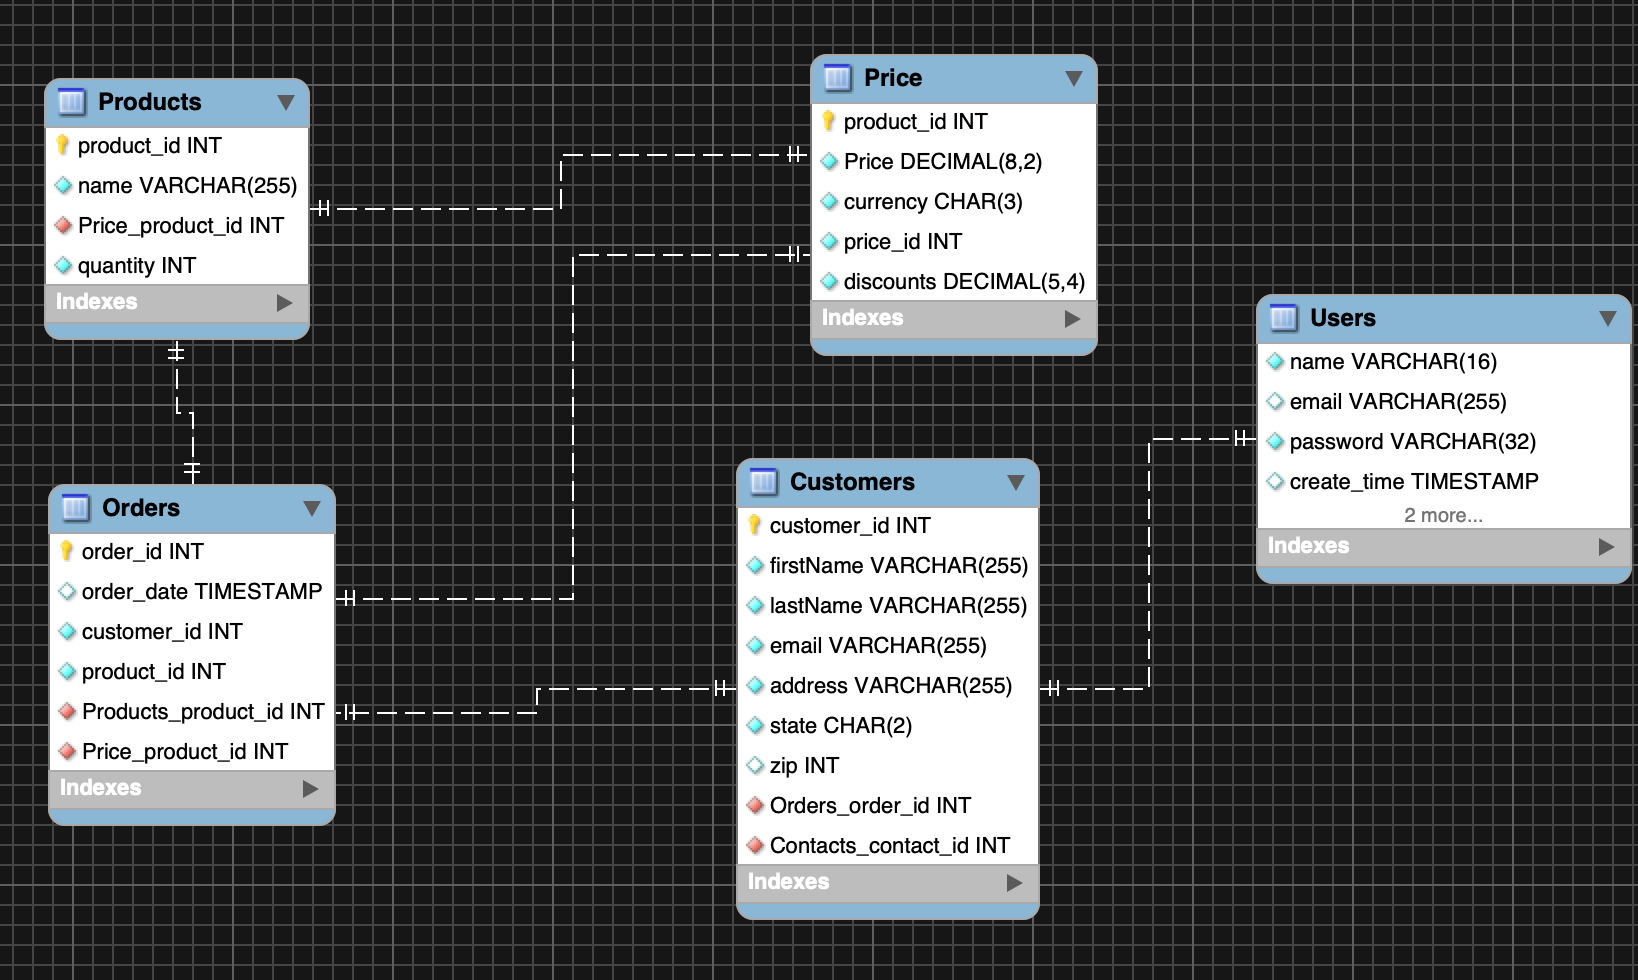 Products
product_id INT
name VARCHAR(255)
Price_product_id INT
quantity INT
Indexes
Price
product_id INT
Price DECIMAL(8,2)
currency CHAR(3)
price_id INT
discounts DECIMAL(5,4)
Indexes
Users
name VARCHAR(16)
email VARCHAR(255)
password VARCHAR(32)
create_time TIMESTAMP
2 more...
Indexes
Orders
order_id INT
order_date TIMESTAMP
customer_id INT
product_id INT
Products_product_id INT
Price_product_id INT
Indexes
Customers
customer_id INT
firstName VARCHAR(255)
lastName VARCHAR(255)
email VARCHAR(255)
address VARCHAR(255)
state CHAR(2)
zip INT
Orders_order_id INT
Contacts_contact_id INT
Indexes